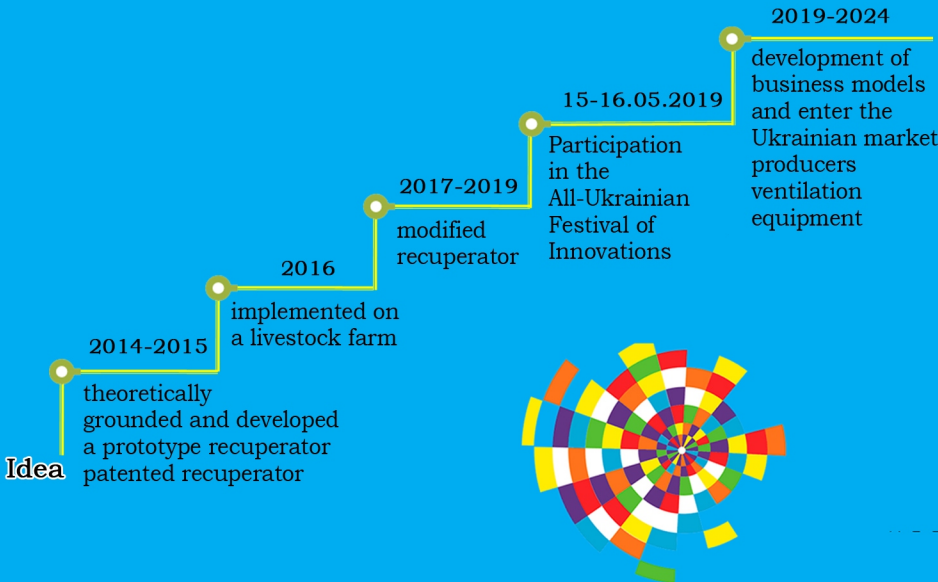 Idea
2014-2015
theoretically
grounded and developed
a prototype recuperator
patented recuperator
2016
implemented on
a livestock farm
2017-2019
modified
recuperator
15-16.05.2019
Participation
in the
All-Ukrainian
Festival of
Innovations
2019-2024
development of
business models
and enter the
Ukrainian market
producers
ventilation
equipment